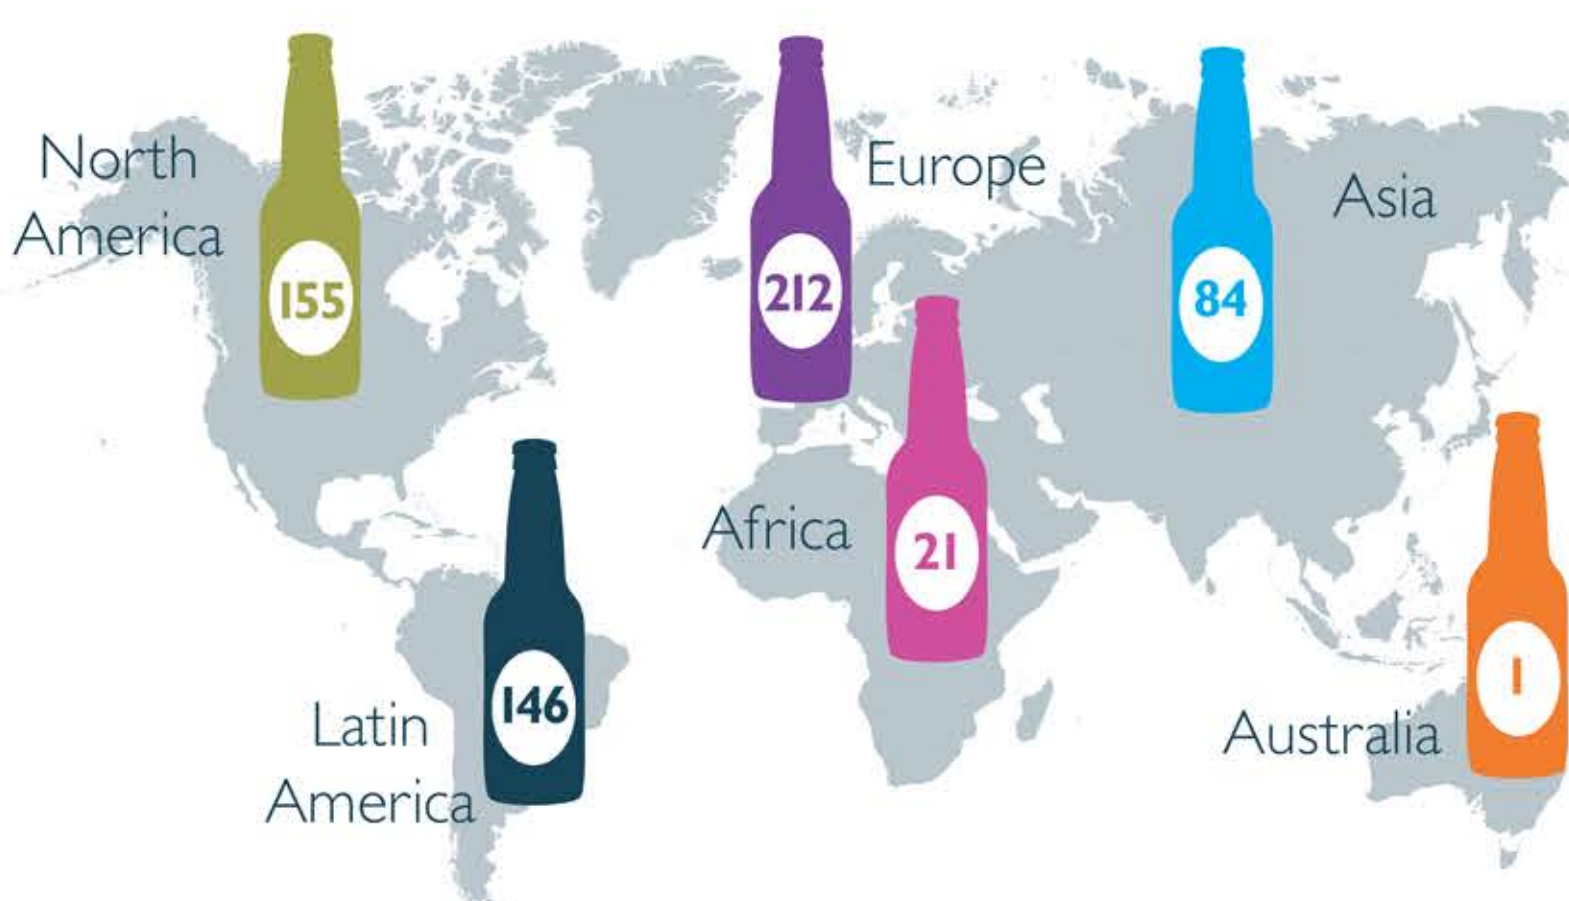 North
America
155
212
Europe
84
Asia
Africa
21
Latin
America
146
Australia
1